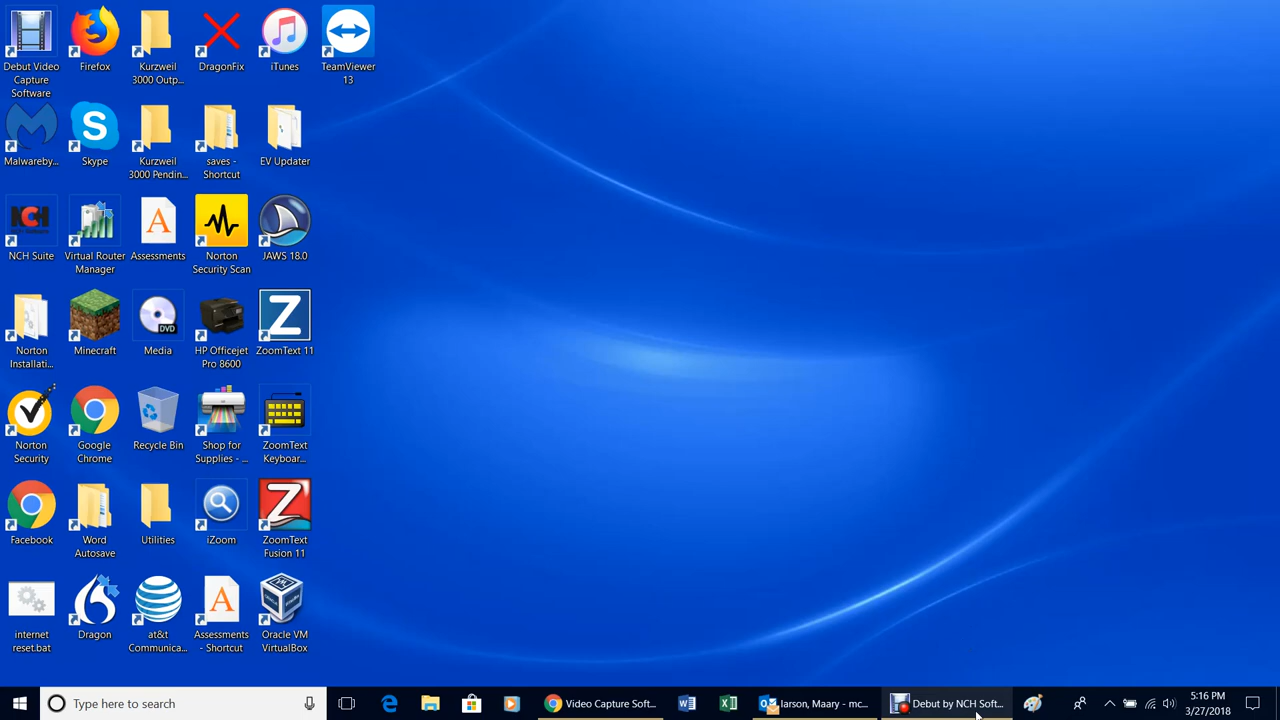 Debut Video
Capture
Software
Firefox
Kurzweil
3000 Outp...
DragonFix
iTunes
TeamViewer
13
Malwareby...
Skype
Kurzweil
3000 Pendin...
saves -
Shortcut
EV Updater
NCH
NCH Suite
Virtual Router
Manager
A
Assessments
Norton
Security Scan
JAWS 18.0
Norton
Installati...
Minecraft
DVD
Media
HP Officejet
Pro 8600
Z
ZoomText 11
Norton
Security
Google
Chrome
Recycle Bin
Shop for
Supplies - ...
ZoomText
Keyboar...
Facebook
Word
Autosave
Utilities
iZoom
Z
ZoomText
Fusion 11
internet
reset.bat
Dragon
at&t
Communica...
A
Assessments
- Shortcut
Oracle VM
VirtualBox
Type here to search
Video Capture Soft...
larson, Maary - mc...
Debut by NCH Soft...
5:16 PM
3/27/2018